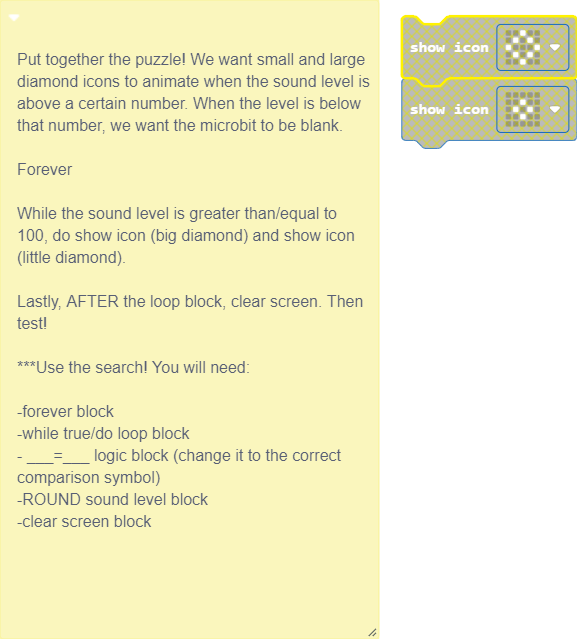 Put together the puzzle! We want small and large
diamond icons to animate when the sound level is
above a certain number. When the level is below
that number, we want the microbit to be blank.
Forever
While the sound level is greater than/equal to
100, do show icon (big diamond) and show icon
(little diamond).
Lastly, AFTER the loop block, clear screen. Then
test!
***Use the search! You will need:
-forever block
-while true/do loop block
- ___=___ logic block (change it to the correct
comparison symbol)
-ROUND sound level block
-clear screen block
show icon
show icon